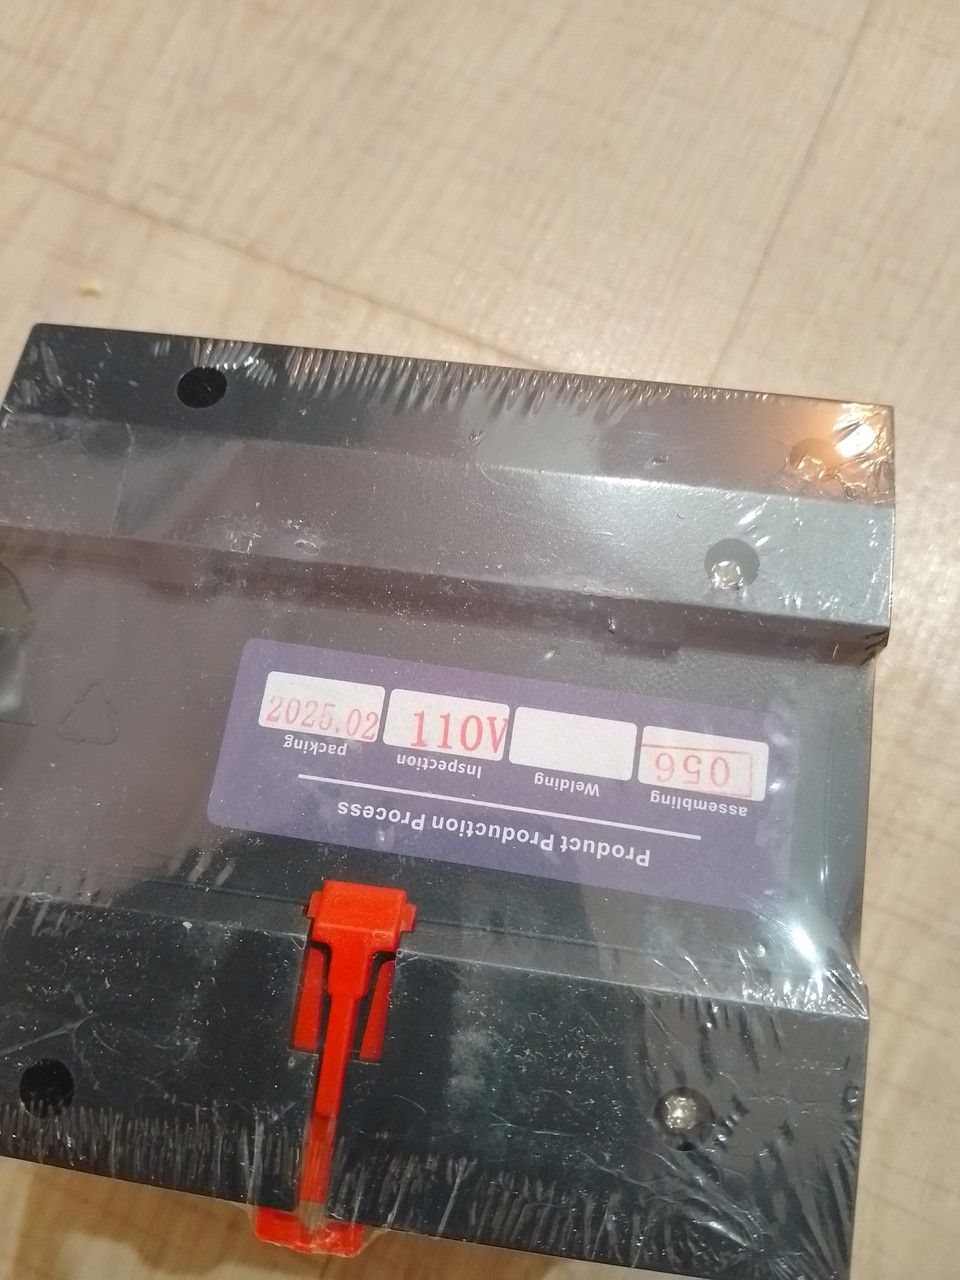 Product Production Process
assembling Welding Inspection packing
056 110V 2025.02